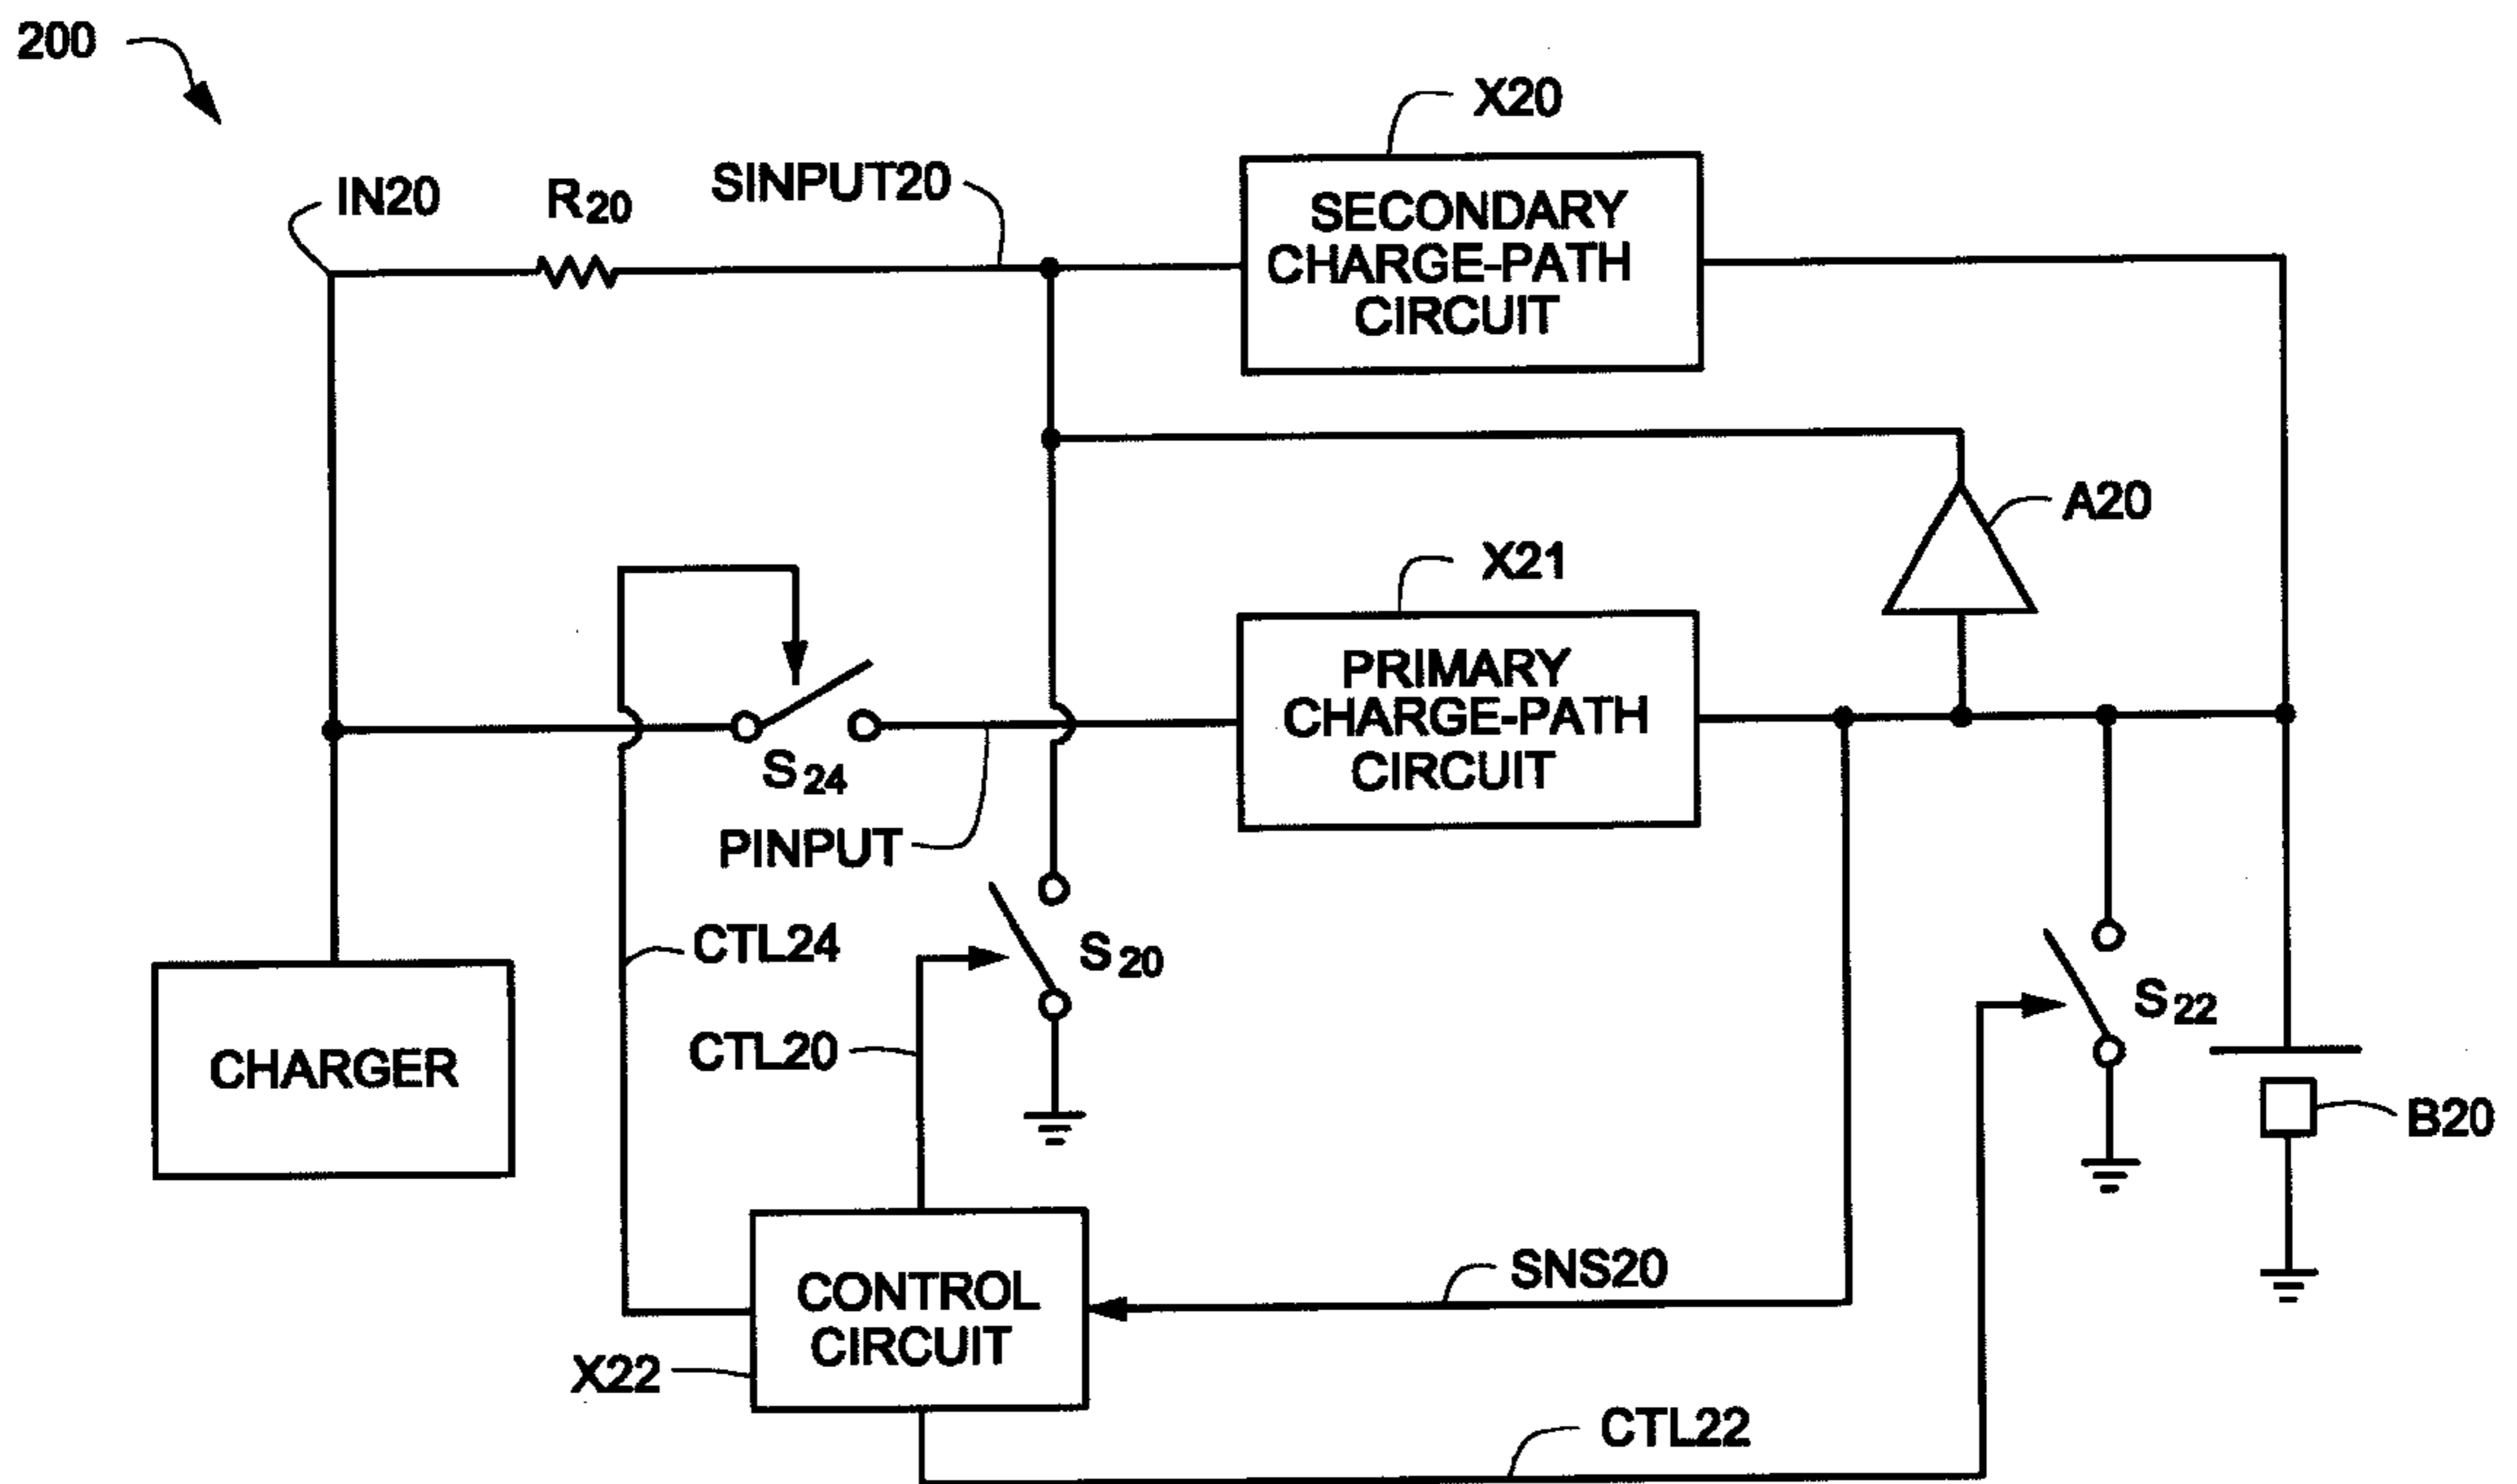 200
X20
IN20
R20
SINPUT20
SECONDARY
CHARGE-PATH
CIRCUIT
A20
X21
PRIMARY
CHARGE-PATH
CIRCUIT
S24
PINPUT
CTL24
S20
S22
CTL20
CHARGER
B20
SNS20
CONTROL
CIRCUIT
X22
CTL22